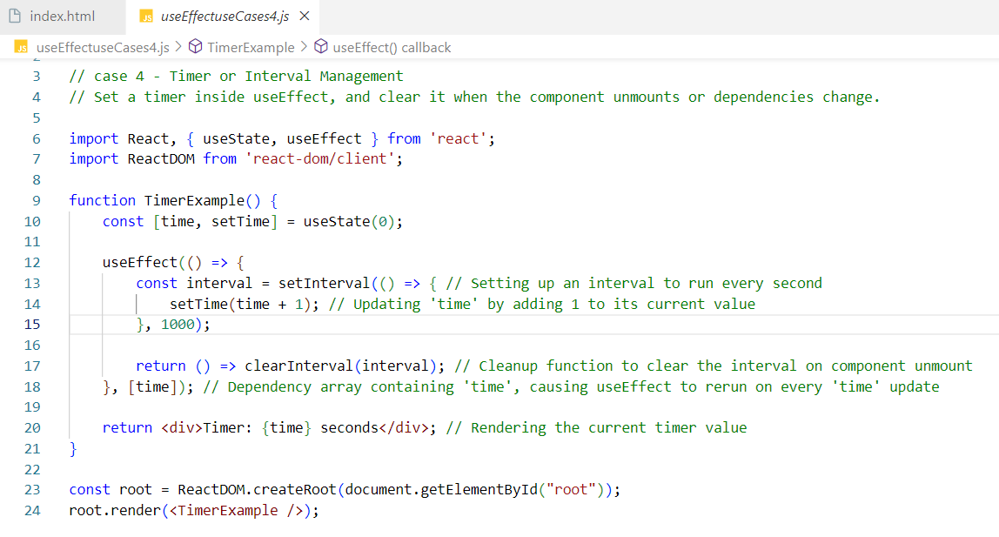 index.html
JS useEffectuseCases4.js ×
JS useEffectuseCases4.js > TimerExample > useEffect() callback
3 // case 4 - Timer or Interval Management
4 // Set a timer inside useEffect, and clear it when the component unmounts or dependencies change.
5
6 import React, { useState, useEffect } from 'react';
7 import ReactDOM from 'react-dom/client';
8
9 function TimerExample() {
10     const [time, setTime] = useState(0);
11
12     useEffect(() => {
13         const interval = setInterval(() => { // Setting up an interval to run every second
14             setTime(time + 1); // Updating 'time' by adding 1 to its current value
15         }, 1000);
16
17         return () => clearInterval(interval); // Cleanup function to clear the interval on component unmount
18     }, [time]); // Dependency array containing 'time', causing useEffect to rerun on every 'time' update
19
20     return <div>Timer: {time} seconds</div>; // Rendering the current timer value
21 }
22
23 const root = ReactDOM.createRoot(document.getElementById("root"));
24 root.render(<TimerExample />);